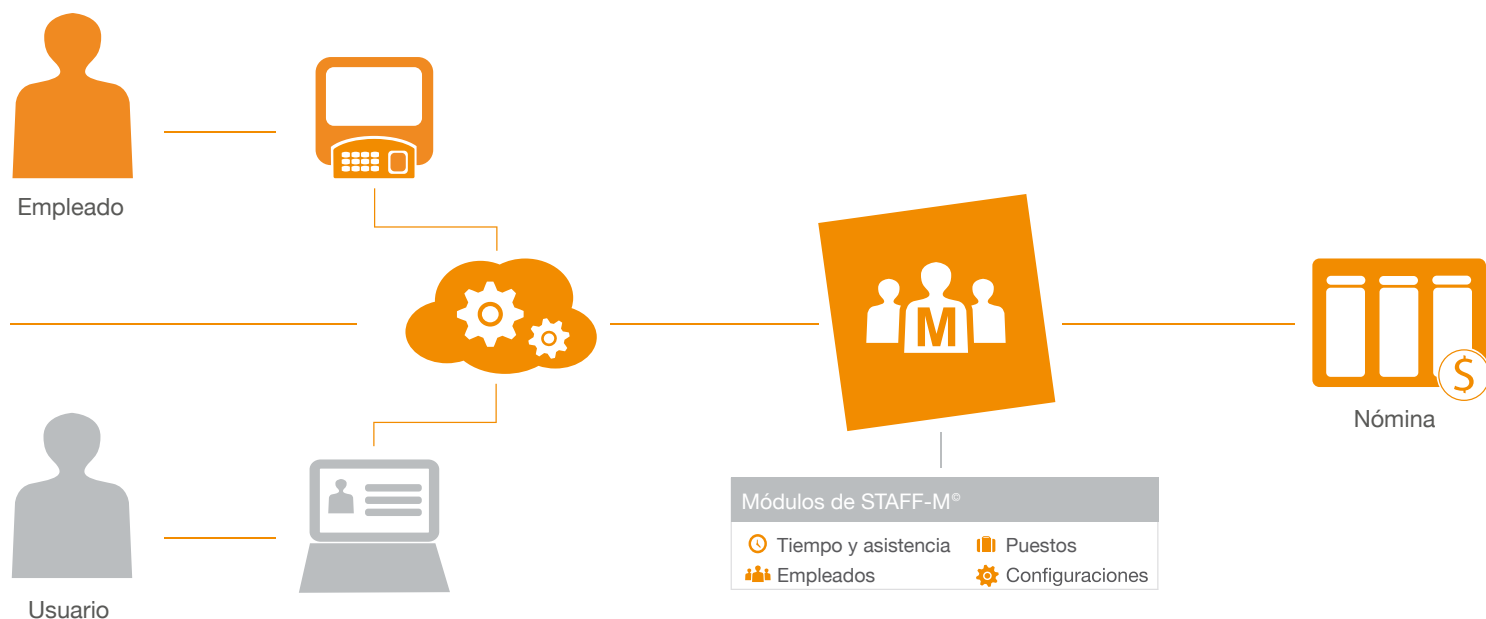 Empleado
M
$
Nómina
Módulos de STAFF-M©
Tiempo y asistencia
Puestos
Empleados
Configuraciones
Usuario